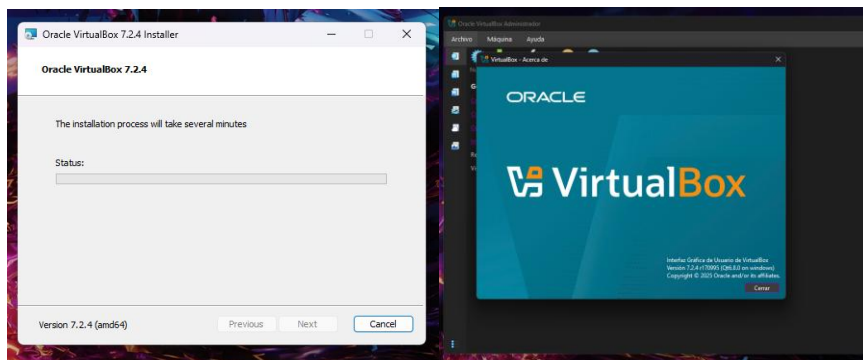 Oracle VirtualBox 7.2.4 Installer
Oracle VirtualBox 7.2.4
The installation process will take several minutes
Status:
Version 7.2.4 (amd64)
Previous
Next
Cancel
Oracle VirtualBox Administrador
Archivo Máquina Ayuda
VirtualBox - Acerca de
ORACLE
VirtualBox
Interfaz Gráfica de Usuario de VirtualBox
Versión 7.2.4 r170995 (Qt6.8.0 on windows)
Copyright © 2025 Oracle and/or its affiliates.
Cerrar